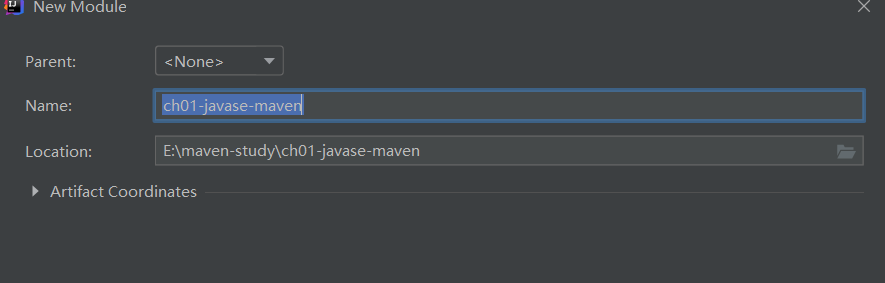 New Module
Parent: <None>
Name: ch01-javase-maven
Location: E:\maven-study\ch01-javase-maven
Artifact Coordinates